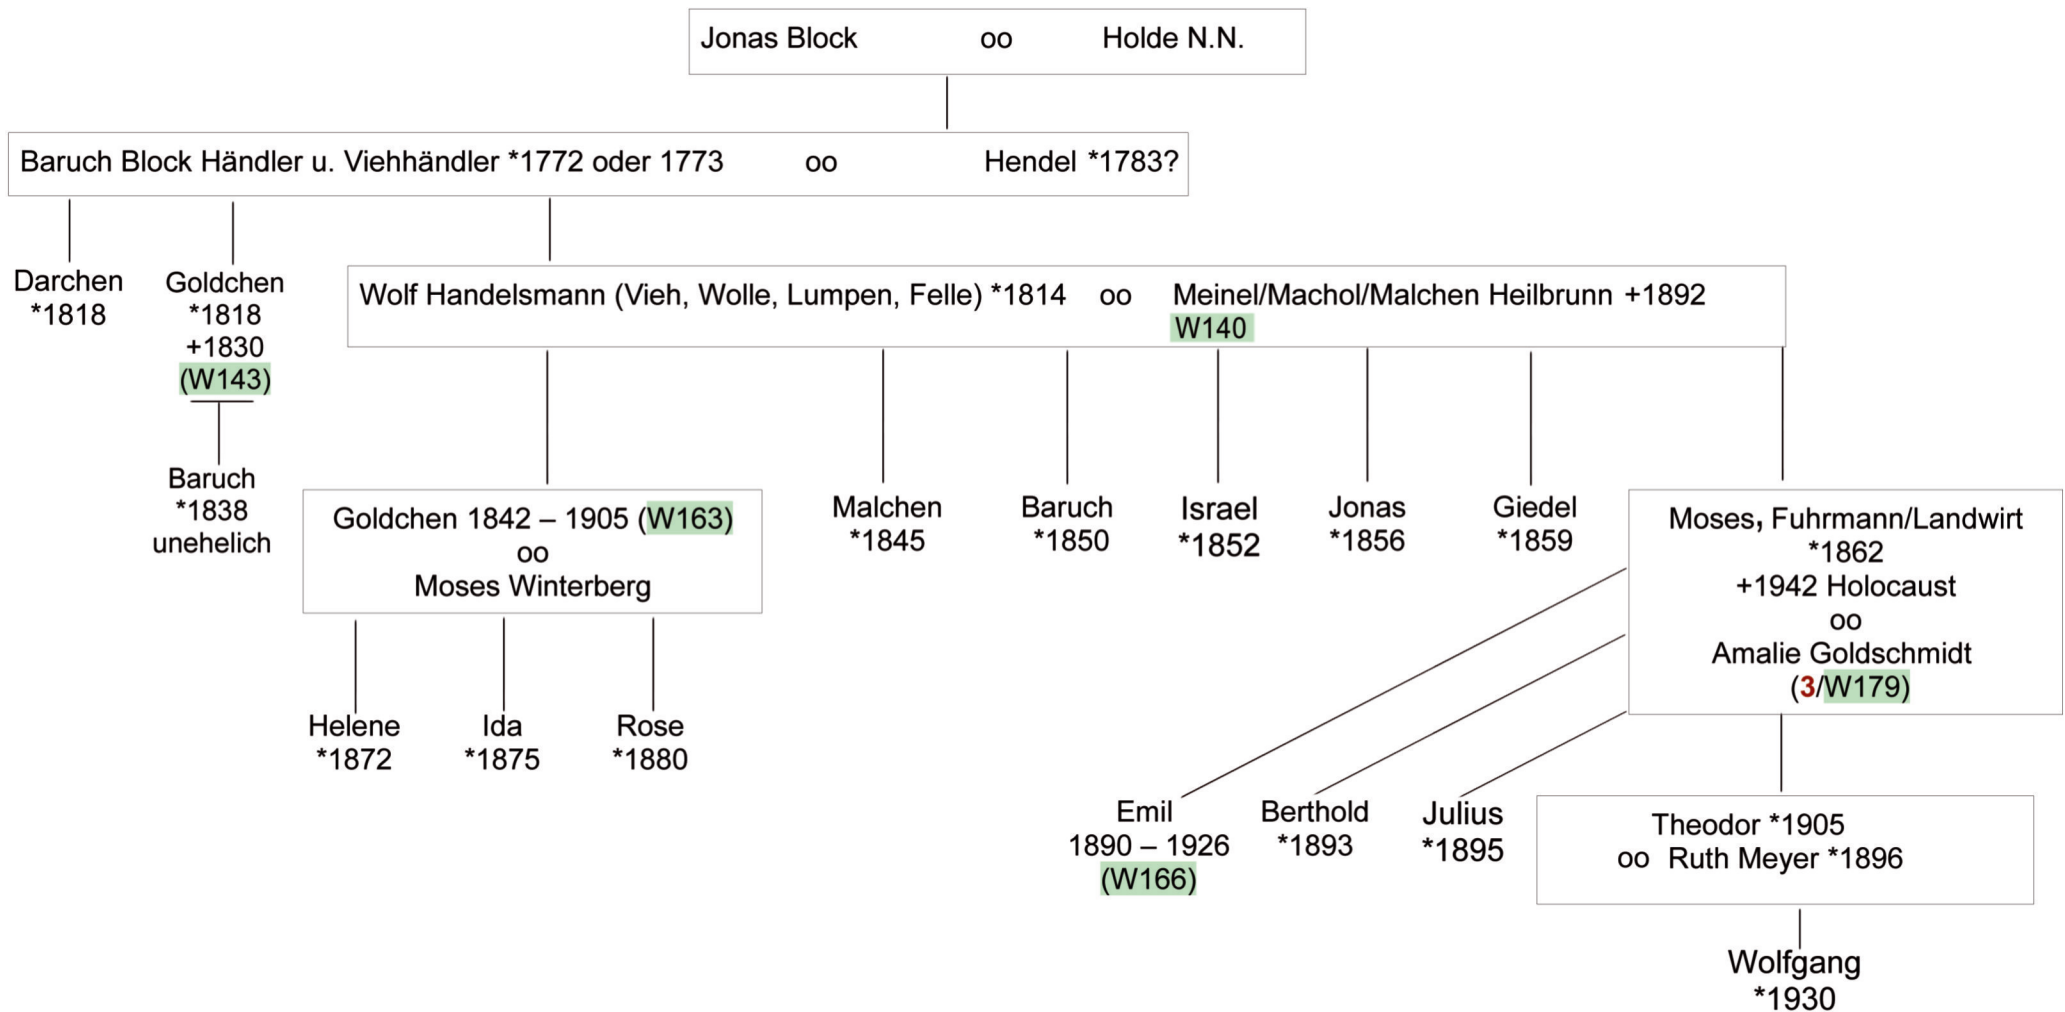 Jonas Block oo Holde N.N.
Baruch Block Händler u. Viehhändler *1772 oder 1773 oo Hendel *1783?
Darchen
*1818
Goldchen
*1818
+1830
(W143)
Baruch
*1838
unehelich
Wolf Handelsmann (Vieh, Wolle, Lumpen, Felle) *1814 oo Meinel/Machol/Malchen Heilbrunn +1892
W140
Goldchen 1842 – 1905 (W163)
oo
Moses Winterberg
Malchen
*1845
Baruch
*1850
Israel
*1852
Jonas
*1856
Giedel
*1859
Moses, Fuhrmann/Landwirt
*1862
+1942 Holocaust
oo
Amalie Goldschmidt
(3/W179)
Helene
*1872
Ida
*1875
Rose
*1880
Emil
1890 – 1926
(W166)
Berthold
*1893
Julius
*1895
Theodor *1905
oo Ruth Meyer *1896
Wolfgang
*1930